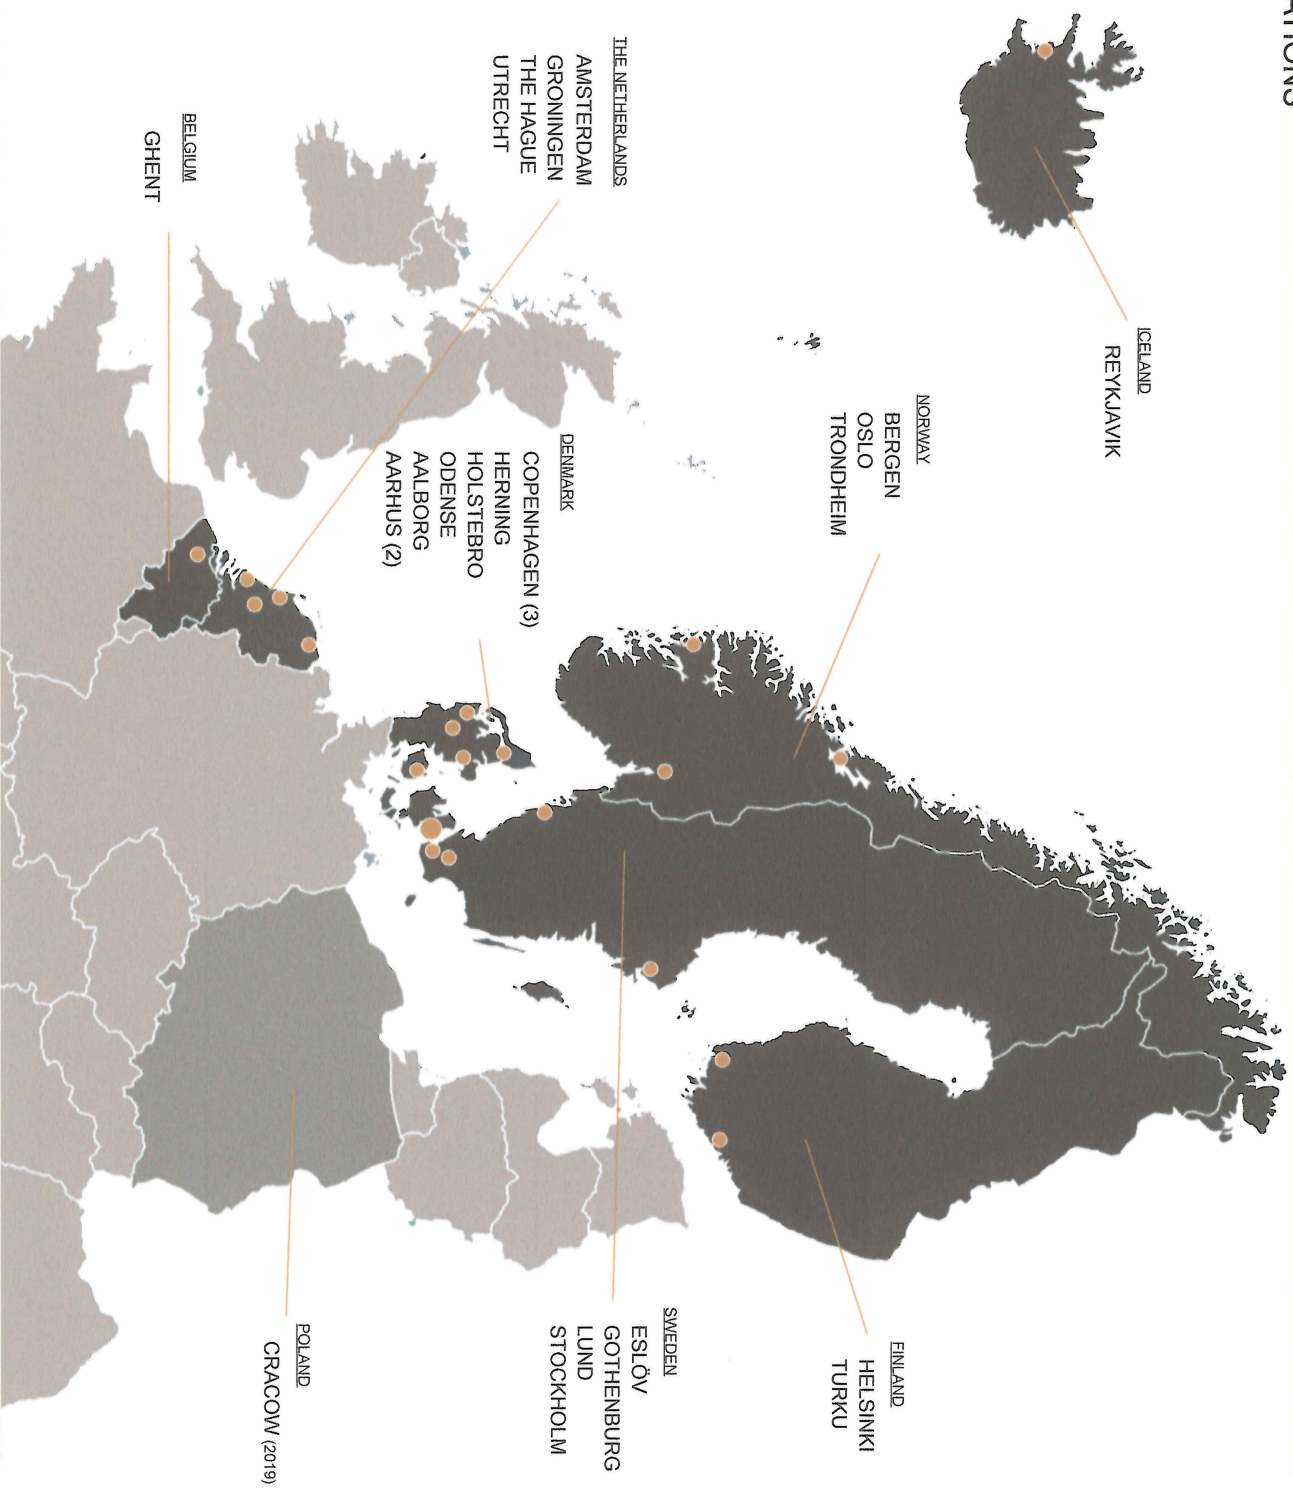 ATIONS
ICELAND
REYKJAVIK
NORWAY
BERGEN
OSLO
TRONDHEIM
FINLAND
HELSINKI
TURKU
SWEDEN
ESLÖV
GOTHENBURG
LUND
STOCKHOLM
THE NETHERLANDS
AMSTERDAM
GRONINGEN
THE HAGUE
UTRECHT
DENMARK
COPENHAGEN (3)
HERNING
HOLSTEBRO
ODENSE
AALBORG
AARHUS (2)
POLAND
CRACOW (2019)
BELGIUM
GHENT